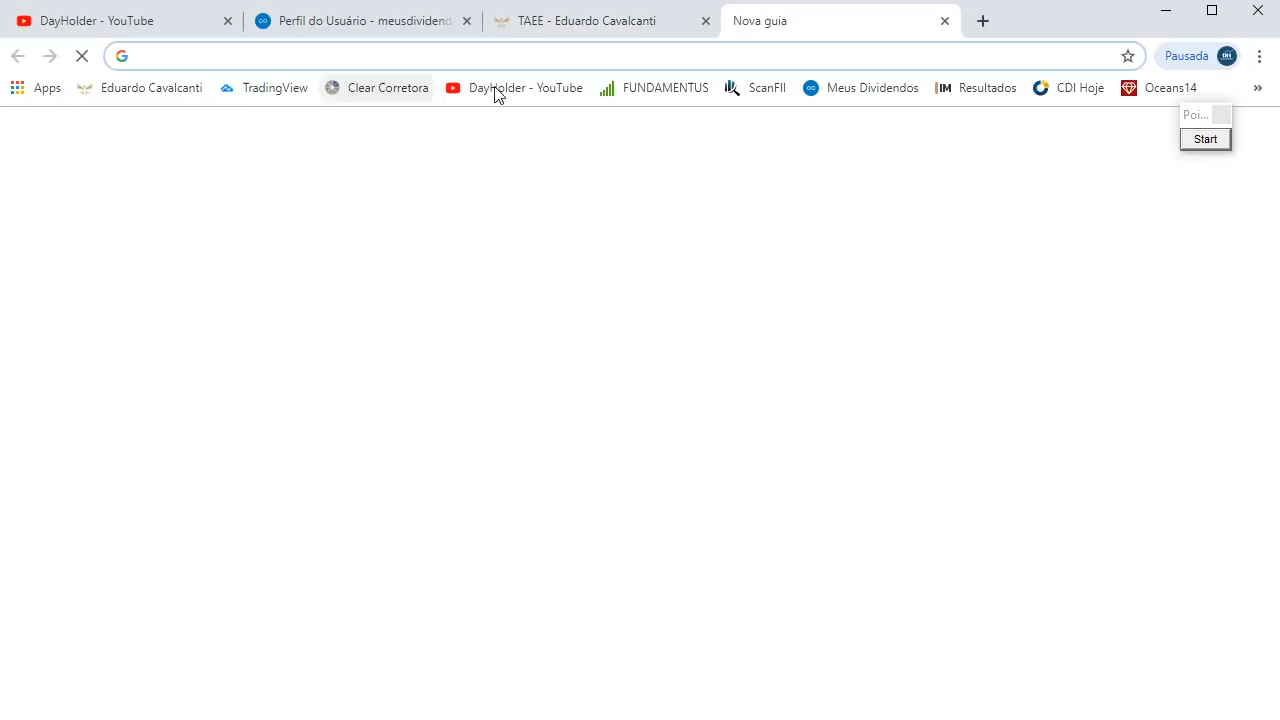 DayHolder - YouTube
Perfil do Usuário - meusdividend
TAEE - Eduardo Cavalcanti
Nova guia
Pausada
Apps
Eduardo Cavalcanti
TradingView
Clear Corretora
DayHolder - YouTube
FUNDAMENTUS
ScanFII
Meus Dividendos
IM Resultados
CDI Hoje
Oceans14
»
Poi...
Start